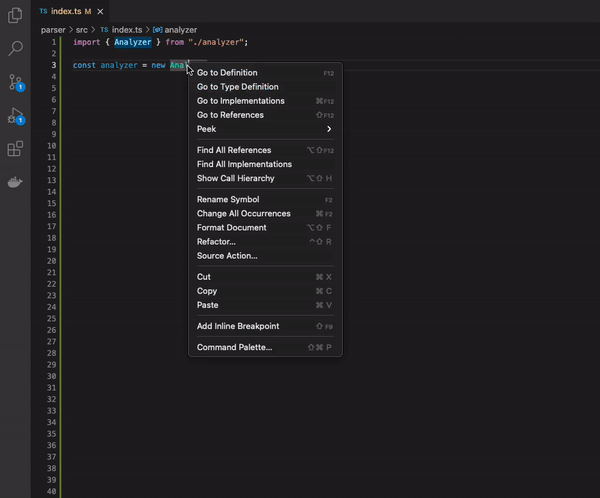 TS index.ts M ×
parser > src > TS index.ts > analyzer
1 import { Analyzer } from "./analyzer";
2
3 const analyzer = new Ana
4
5
6
7
8
9
10
11
12
13
14
15
16
17
18
19
20
21
22
23
24
25
26
27
28
29
30
31
32
33
34
35
36
37
38
39
40
1
1
Go to Definition F12
Go to Type Definition
Go to Implementations ⌘F12
Go to References ⇧F12
Peek >
Find All References ⌥⇧F12
Find All Implementations
Show Call Hierarchy ⌥⇧ H
Rename Symbol F2
Change All Occurrences ⌘F2
Format Document ⌥⇧ F
Refactor... ^⇧ R
Source Action...
Cut ⌘ X
Copy ⌘ C
Paste ⌘ V
Add Inline Breakpoint ⇧ F9
Command Palette... ⇧⌘ P